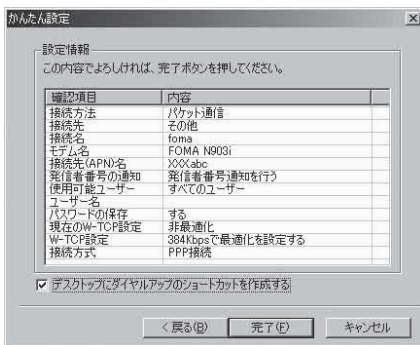 かんたん設定
設定情報
この内容でよろしければ、完了ボタンを押してください。
確認項目 内容
接続方法 パケット通信
接続先 その他
接続名 foma
モデム名 FOMA N903i
接続先(APN)名 XXXabc
発信者番号の通知 発信者番号通知を行う
使用可能ユーザー すべてのユーザー
ユーザー名
パスワードの保存 する
現在のW-TCP設定 非最適化
W-TCP設定 384Kbpsで最適化を設定する
接続方式 PPP接続
デスクトップにダイヤルアップのショートカットを作成する
< 戻る(B) 完了(F) キャンセル